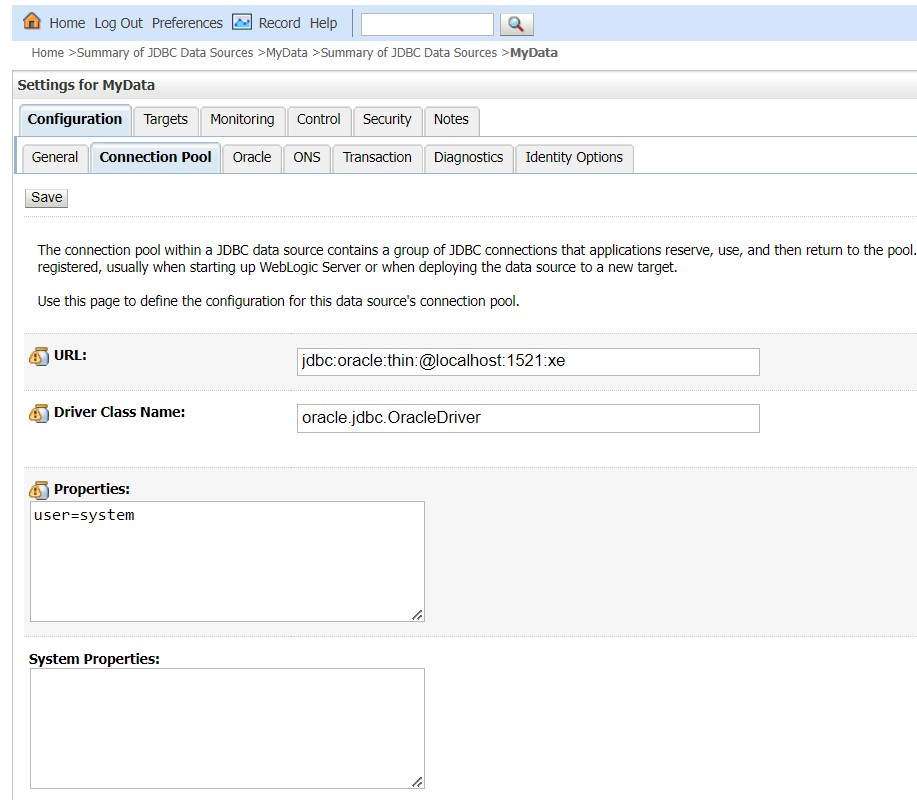 Home Log Out Preferences Record Help
Home >Summary of JDBC Data Sources >MyData >Summary of JDBC Data Sources >MyData
Settings for MyData
Configuration Targets Monitoring Control Security Notes
General Connection Pool Oracle ONS Transaction Diagnostics Identity Options
Save
The connection pool within a JDBC data source contains a group of JDBC connections that applications reserve, use, and then return to the pool.
registered, usually when starting up WebLogic Server or when deploying the data source to a new target.
Use this page to define the configuration for this data source's connection pool.
URL: jdbc:oracle:thin:@localhost:1521:xe
Driver Class Name: oracle.jdbc.OracleDriver
Properties:
user=system
System Properties: